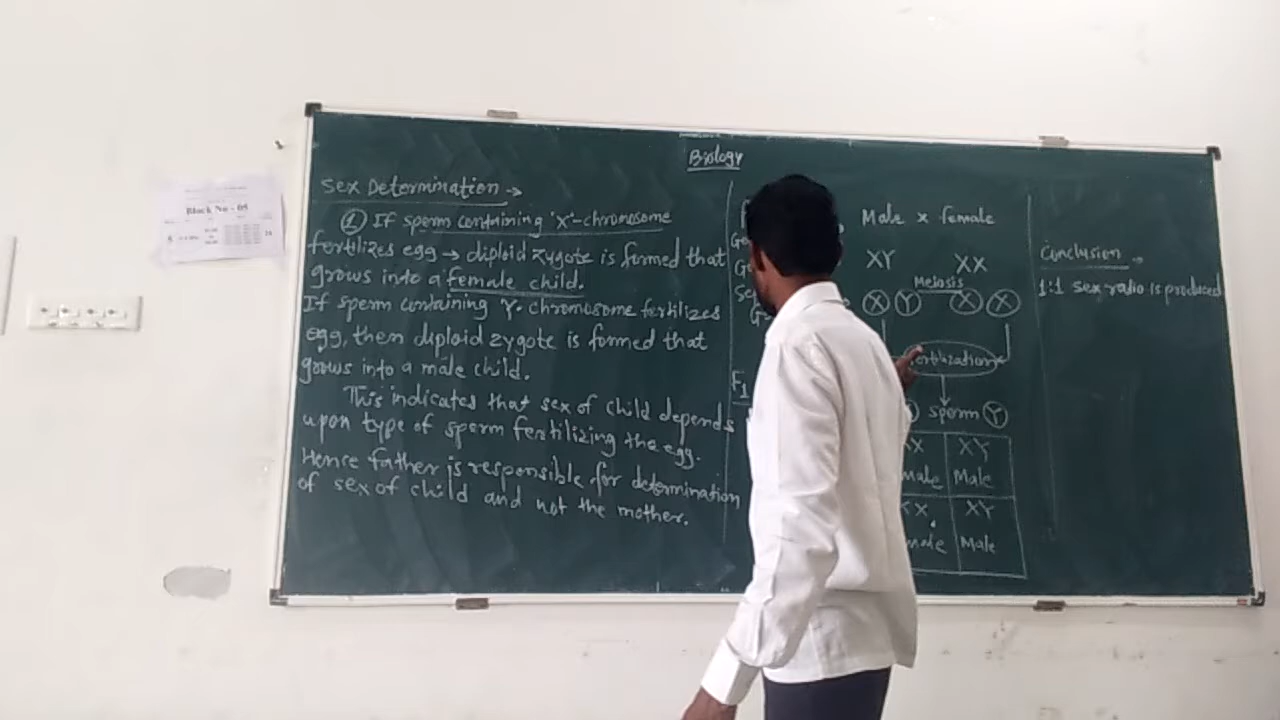 Biology
Sex Determination →
① If sperm containing 'X'-chromosome
fertilizes egg → diploid zygote is formed that
grows into a female child.
If sperm containing Y-chromosome fertilizes
egg, then diploid zygote is formed that
grows into a male child.
This indicates that sex of child depends
upon type of sperm fertilizing the egg.
Hence father is responsible for determination
of sex of child and not the mother.
Male × female
XY XX
Meiosis
X Y X X
Fertilization
F1
sperm Y
XX XY
Male
XX XY
Male
Conclusion
1:1 sex-ratio is produced
Block No - 05